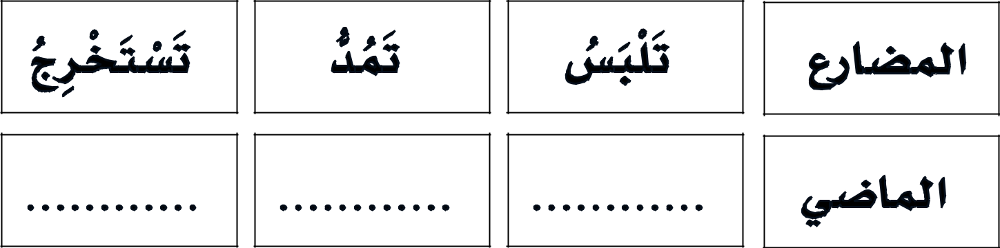 المضارع تَلْبَسُ تَمُدُّ تَسْتَخْرِجُ
الماضي ............ ............ ............